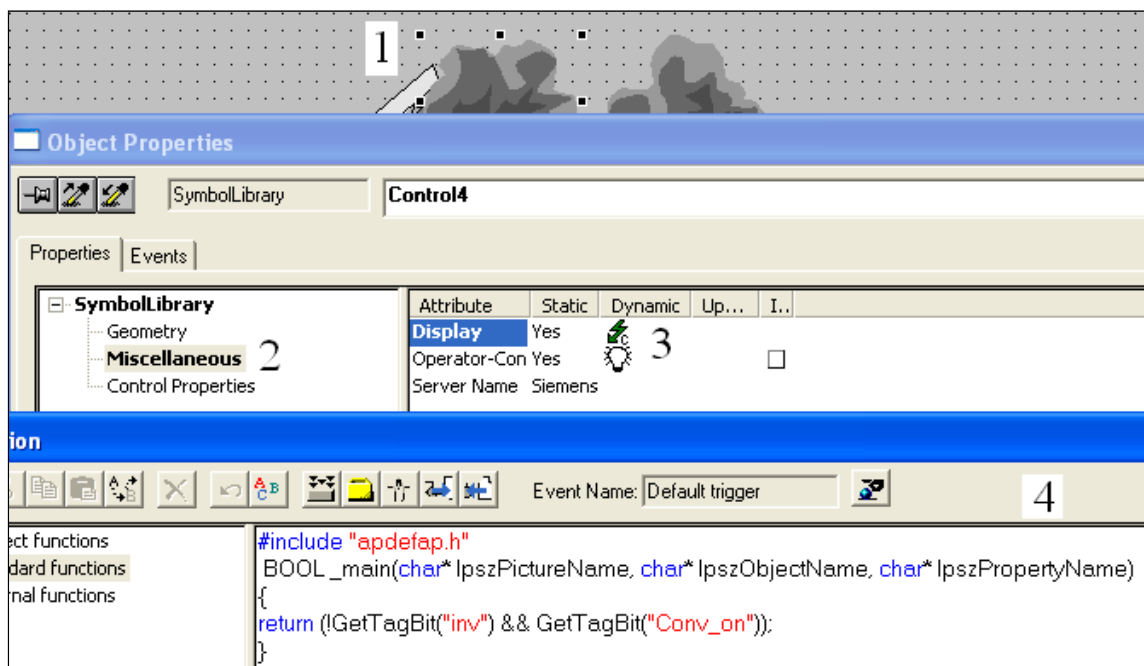 1
Object Properties
SymbolLibrary Control4
Properties Events
SymbolLibrary
Geometry
Miscellaneous 2
Control Properties
Attribute Static Dynamic Up... I..
Display Yes 3
Operator-Con Yes
Server Name Siemens
ion
Event Name: Default trigger 4
ect functions
dard functions
rnal functions
#include "apdefap.h"
BOOL _main(char* lpszPictureName, char* lpszObjectName, char* lpszPropertyName)
{
return (!GetTagBit("inv") && GetTagBit("Conv_on"));
}